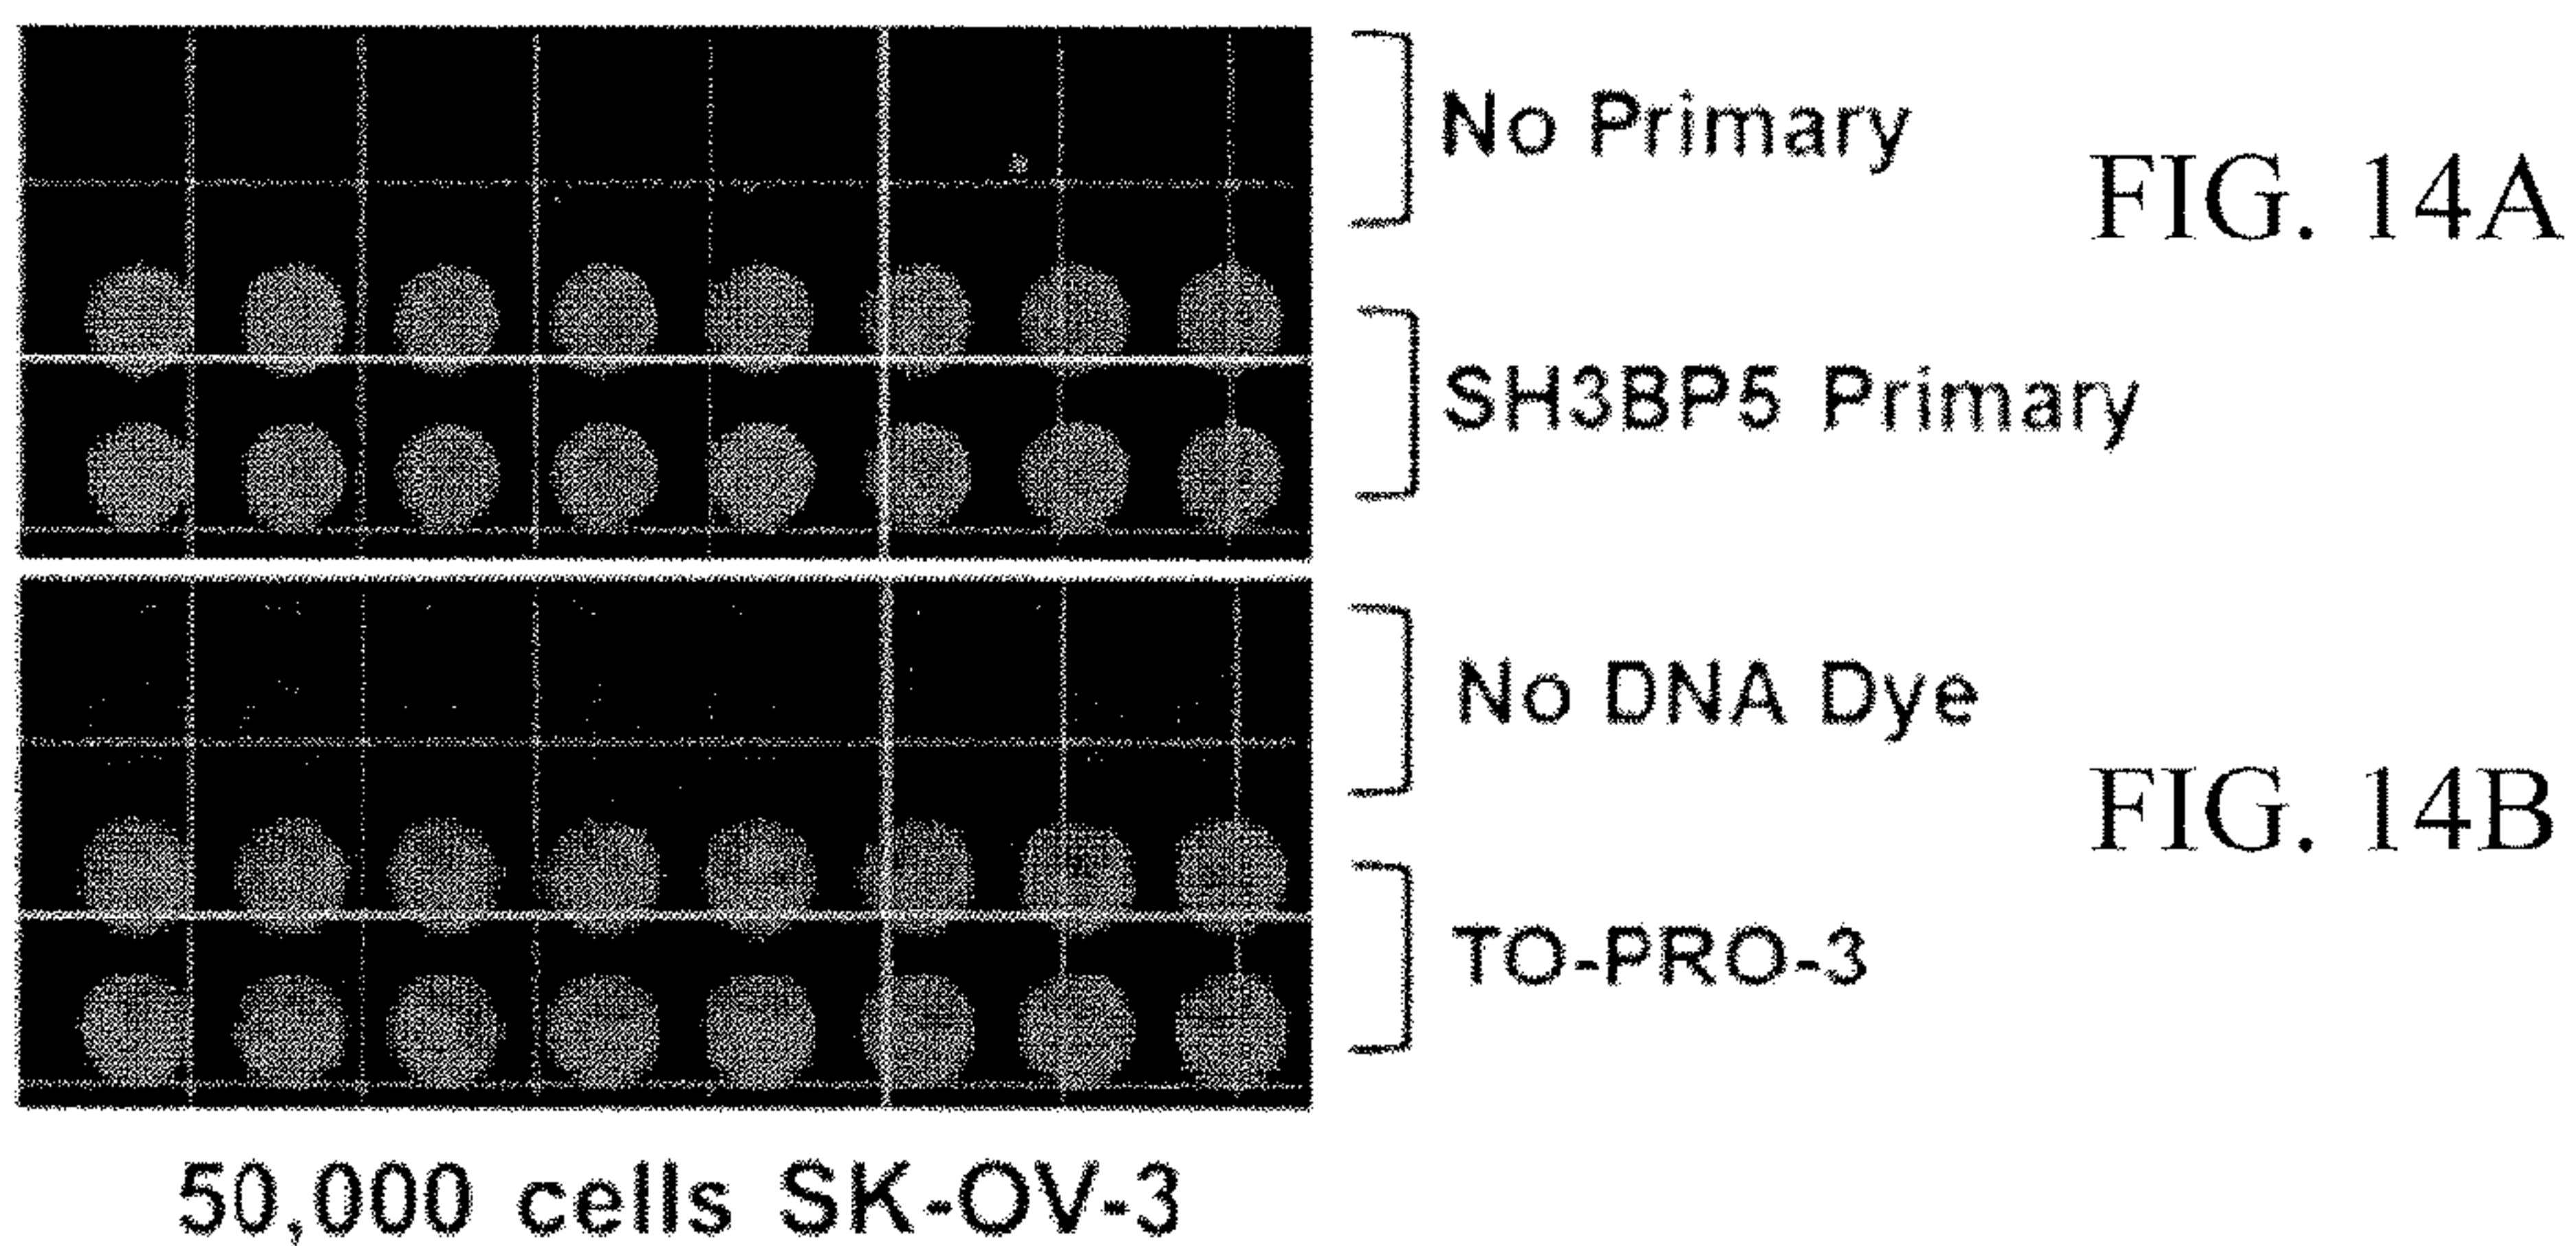 No Primary
FIG. 14A
SH3BP5 Primary
No DNA Dye
FIG. 14B
TO-PRO-3
50,000 cells SK-OV-3